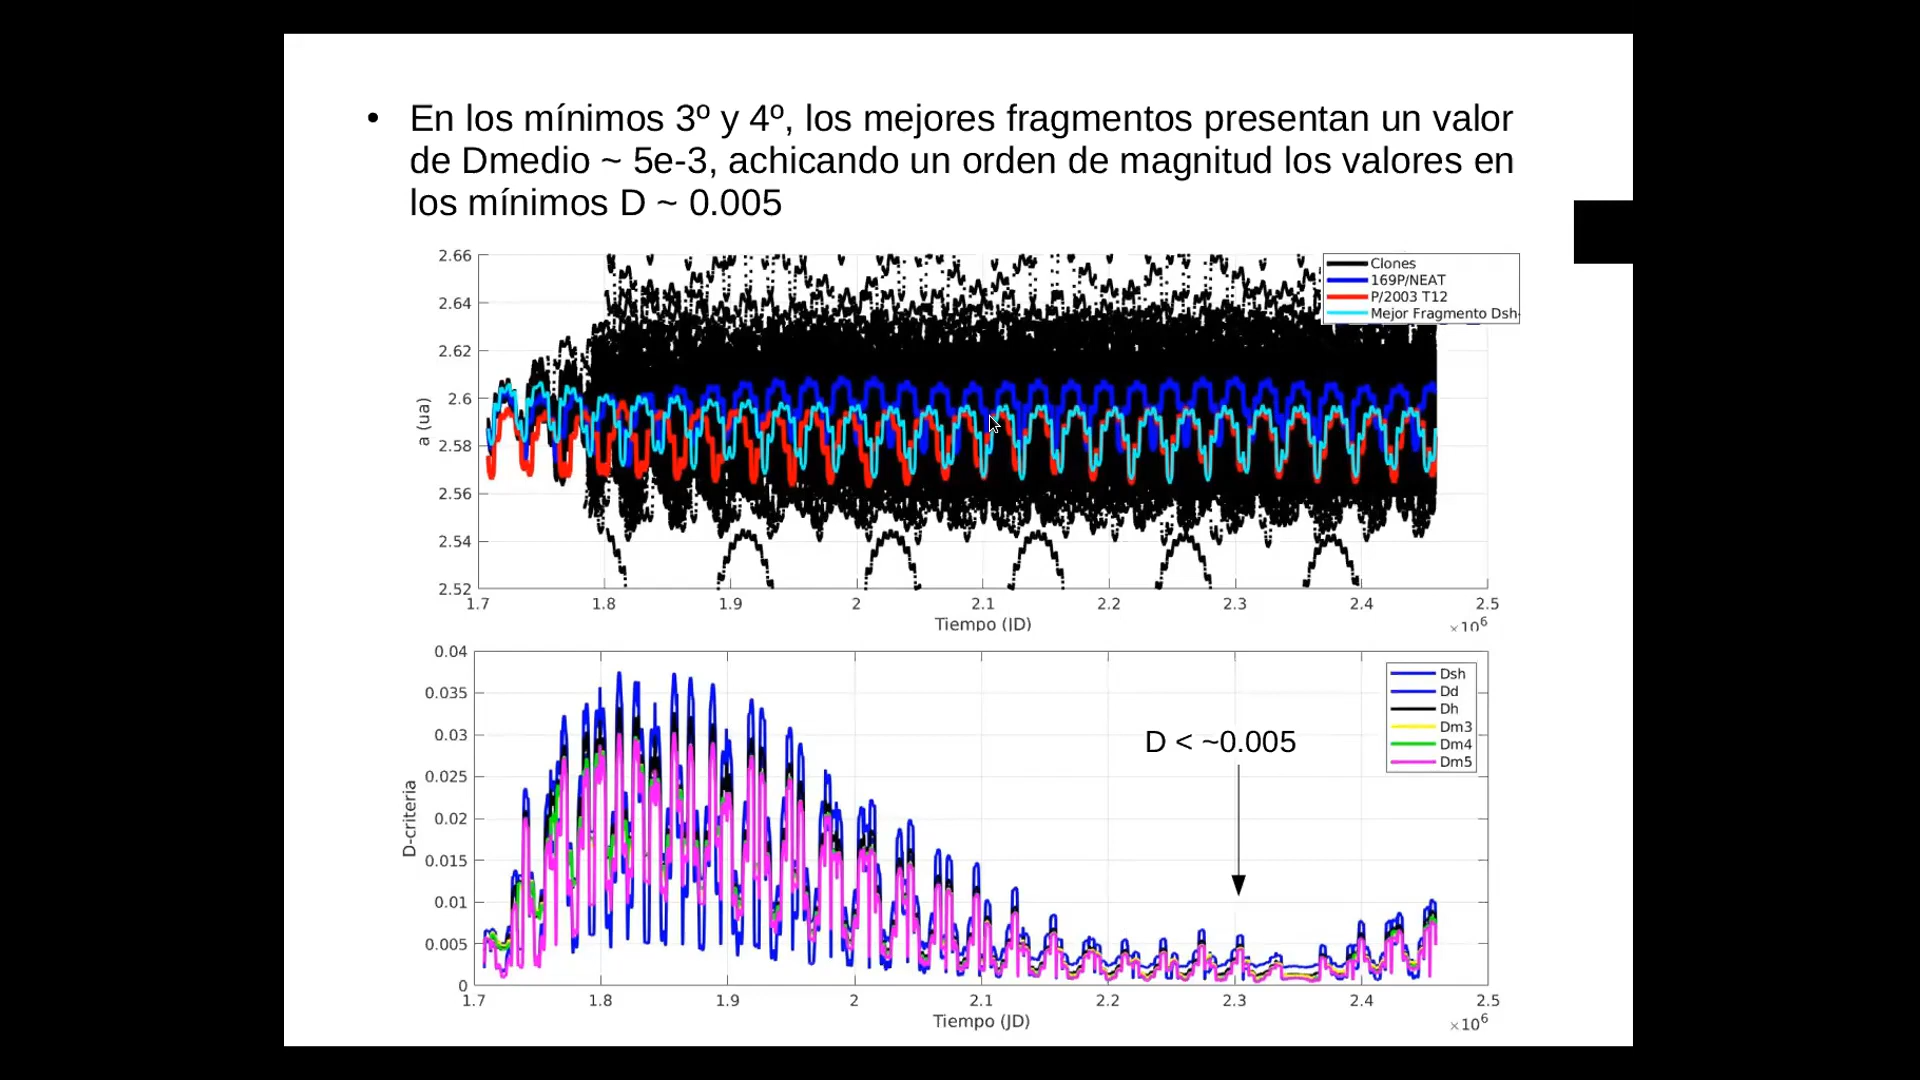 • En los mínimos 3º y 4º, los mejores fragmentos presentan un valor
de Dmedio ~ 5e-3, achicando un orden de magnitud los valores en
los mínimos D ~ 0.005
2.66
2.64
2.62
2.6
2.58
2.56
2.54
2.52
a (ua)
Clones
169P/NEAT
P/2003 T12
Mejor Fragmento Dsh-
1.7 1.8 1.9 2 2.1 2.2 2.3 2.4 2.5
Tiempo (JD)
×10⁶
0.04
0.035
0.03
0.025
0.02
0.015
0.01
0.005
0
D-criteria
D < ~0.005
Dsh
Dd
Dh
Dm3
Dm4
Dm5
1.7 1.8 1.9 2 2.1 2.2 2.3 2.4 2.5
Tiempo (JD)
×10⁶